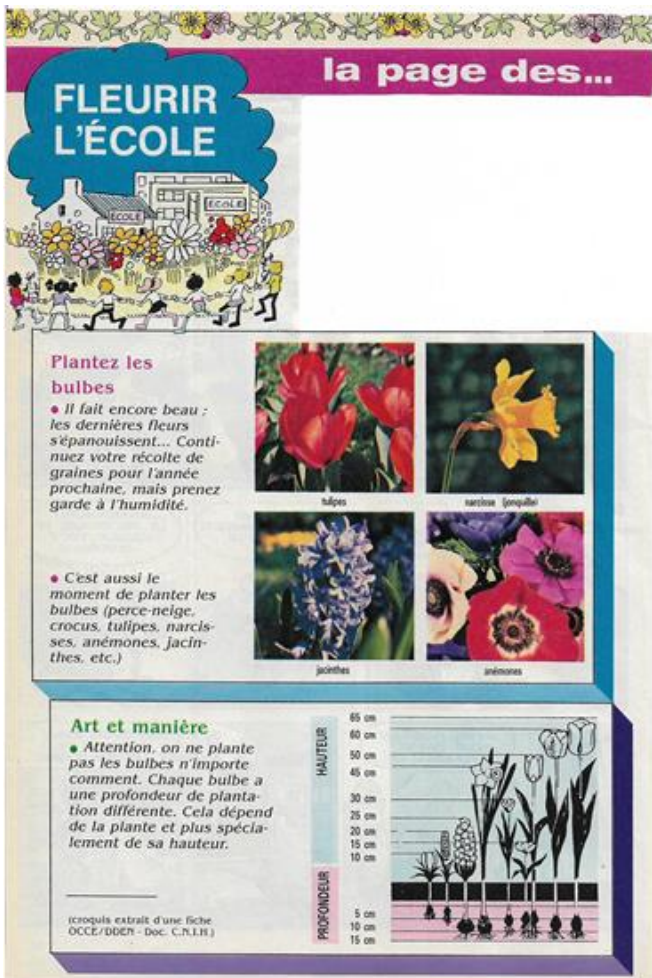 la page des...
FLEURIR
L'ÉCOLE
ECOLE
ECOLE
Plantez les
bulbes
• Il fait encore beau :
les dernières fleurs
s'épanouissent... Conti-
nuez votre récolte de
graines pour l'année
prochaine, mais prenez
garde à l'humidité.
• C'est aussi le
moment de planter les
bulbes (perce-neige,
crocus, tulipes, narcis-
ses, anémones, jacin-
thes, etc.)
tulipes
narcisse (jonquille)
jacinthes
anémones
Art et manière
• Attention, on ne plante
pas les bulbes n'importe
comment. Chaque bulbe a
une profondeur de planta-
tion différente. Cela dépend
de la plante et plus spécia-
lement de sa hauteur.
(croquis extrait d'une fiche
OCCE/DDEN - Doc. C.N.I.H.)
HAUTEUR
65 cm
60 cm
50 cm
45 cm
30 cm
25 cm
20 cm
15 cm
10 cm
PROFONDEUR
5 cm
10 cm
15 cm